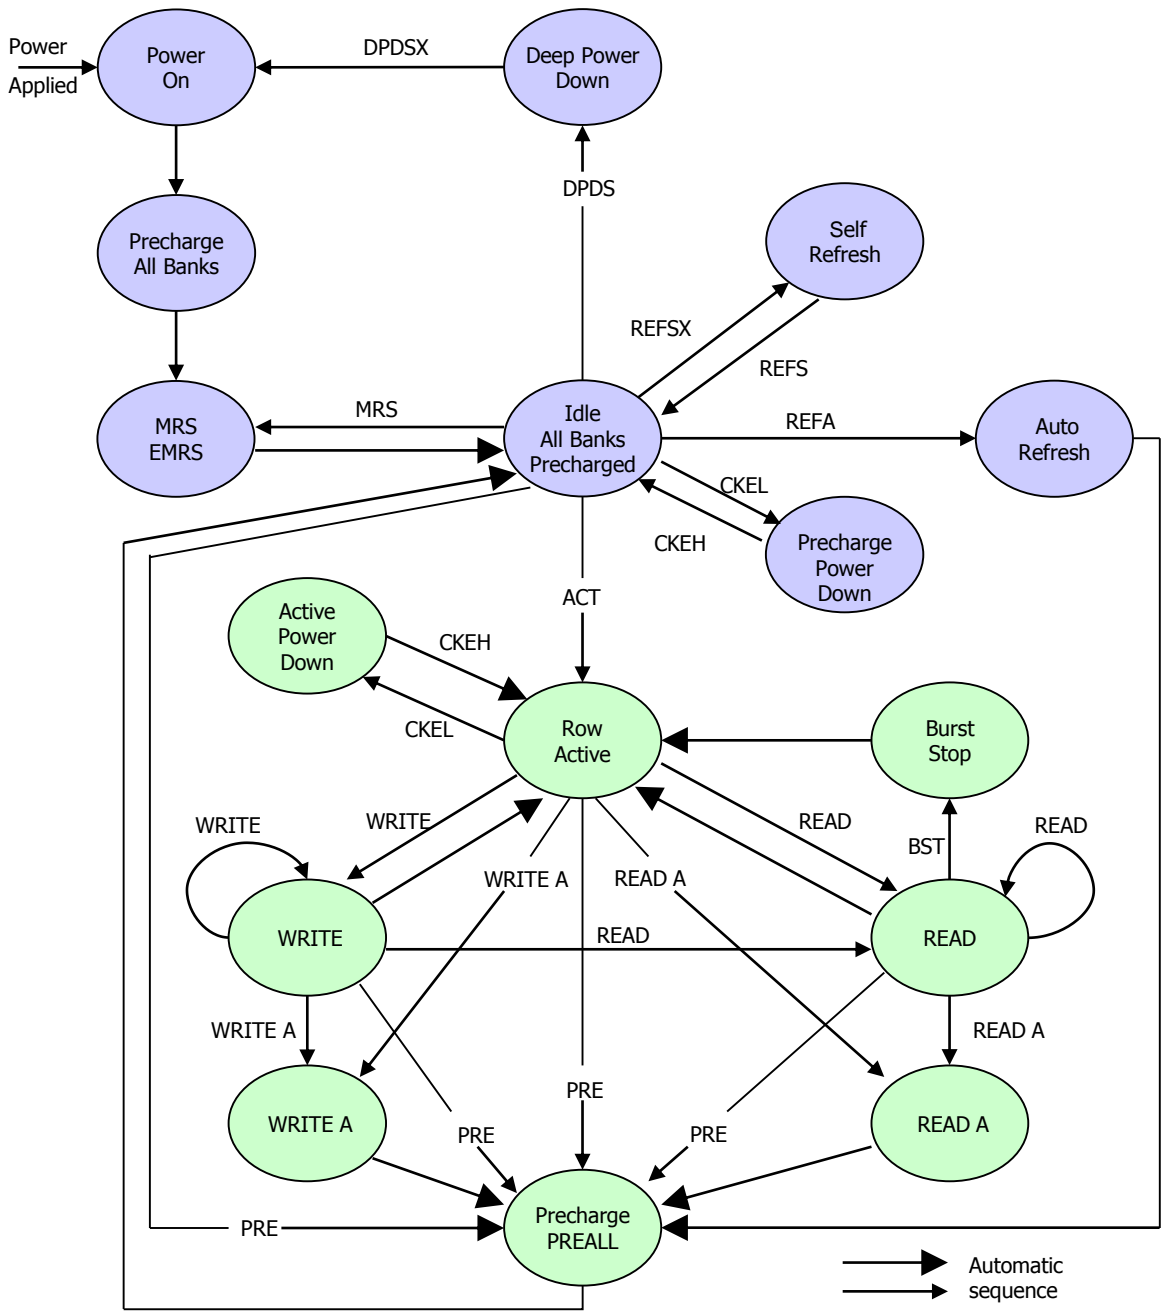 Power
Applied
Power
On
DPDSX
Deep Power
Down
DPDS
Precharge
All Banks
Self
Refresh
REFSX
REFS
MRS
EMRS
MRS
Idle
All Banks
Precharged
REFA
Auto
Refresh
CKEL
CKEH
Precharge
Power
Down
ACT
Active
Power
Down
CKEH
CKEL
Row
Active
Burst
Stop
WRITE
WRITE
READ
BST
READ
WRITE A
READ A
WRITE
READ
READ
WRITE A
READ A
PRE
WRITE A
PRE
PRE
READ A
PRE
Precharge
PREALL
Automatic
sequence